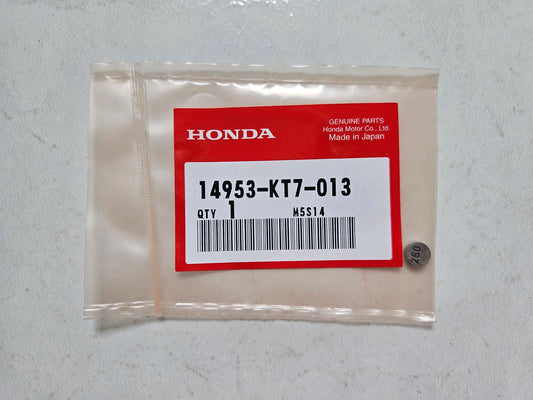 HONDA
GENUINE PARTS
Honda Motor Co., Ltd.
Made in Japan
14953-KT7-013
QTY 1 M5S14
260